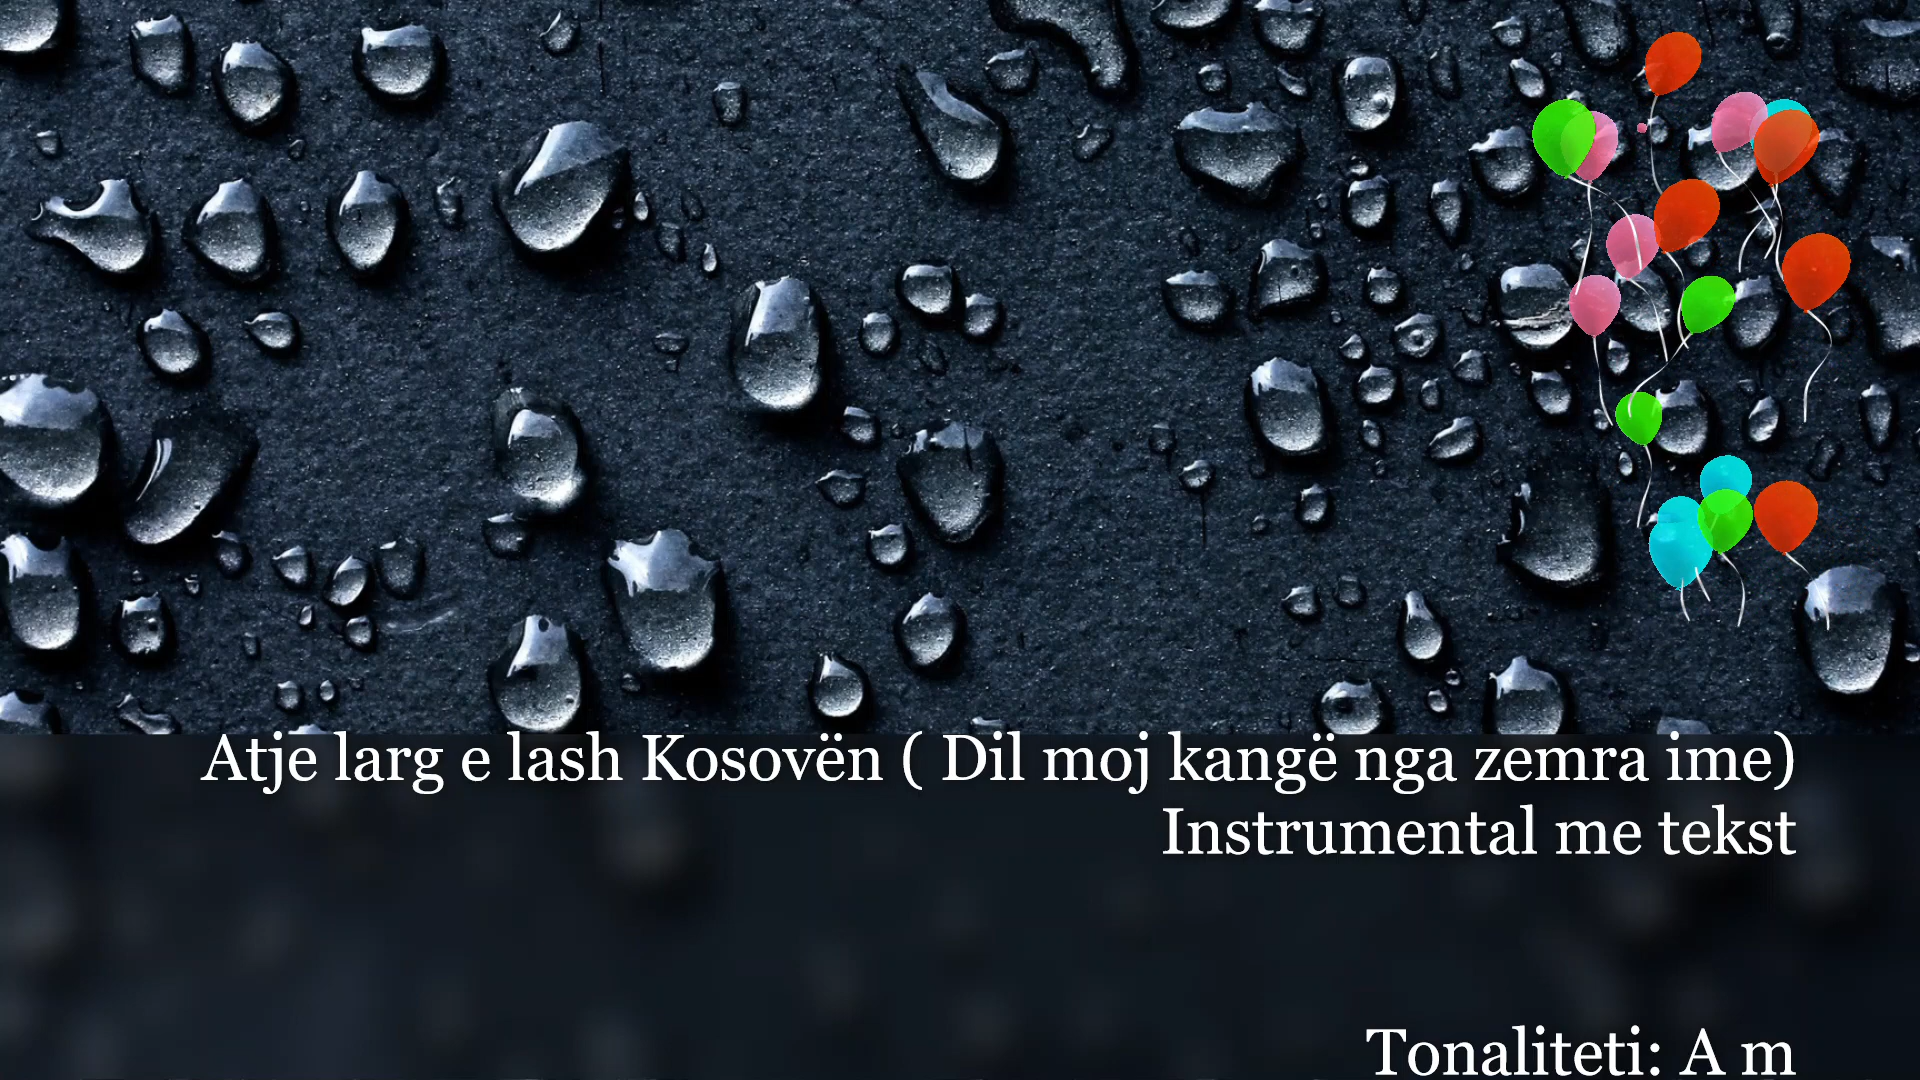 Atje larg e lash Kosovën ( Dil moj kangë nga zemra ime)
Instrumental me tekst
Tonaliteti: A m